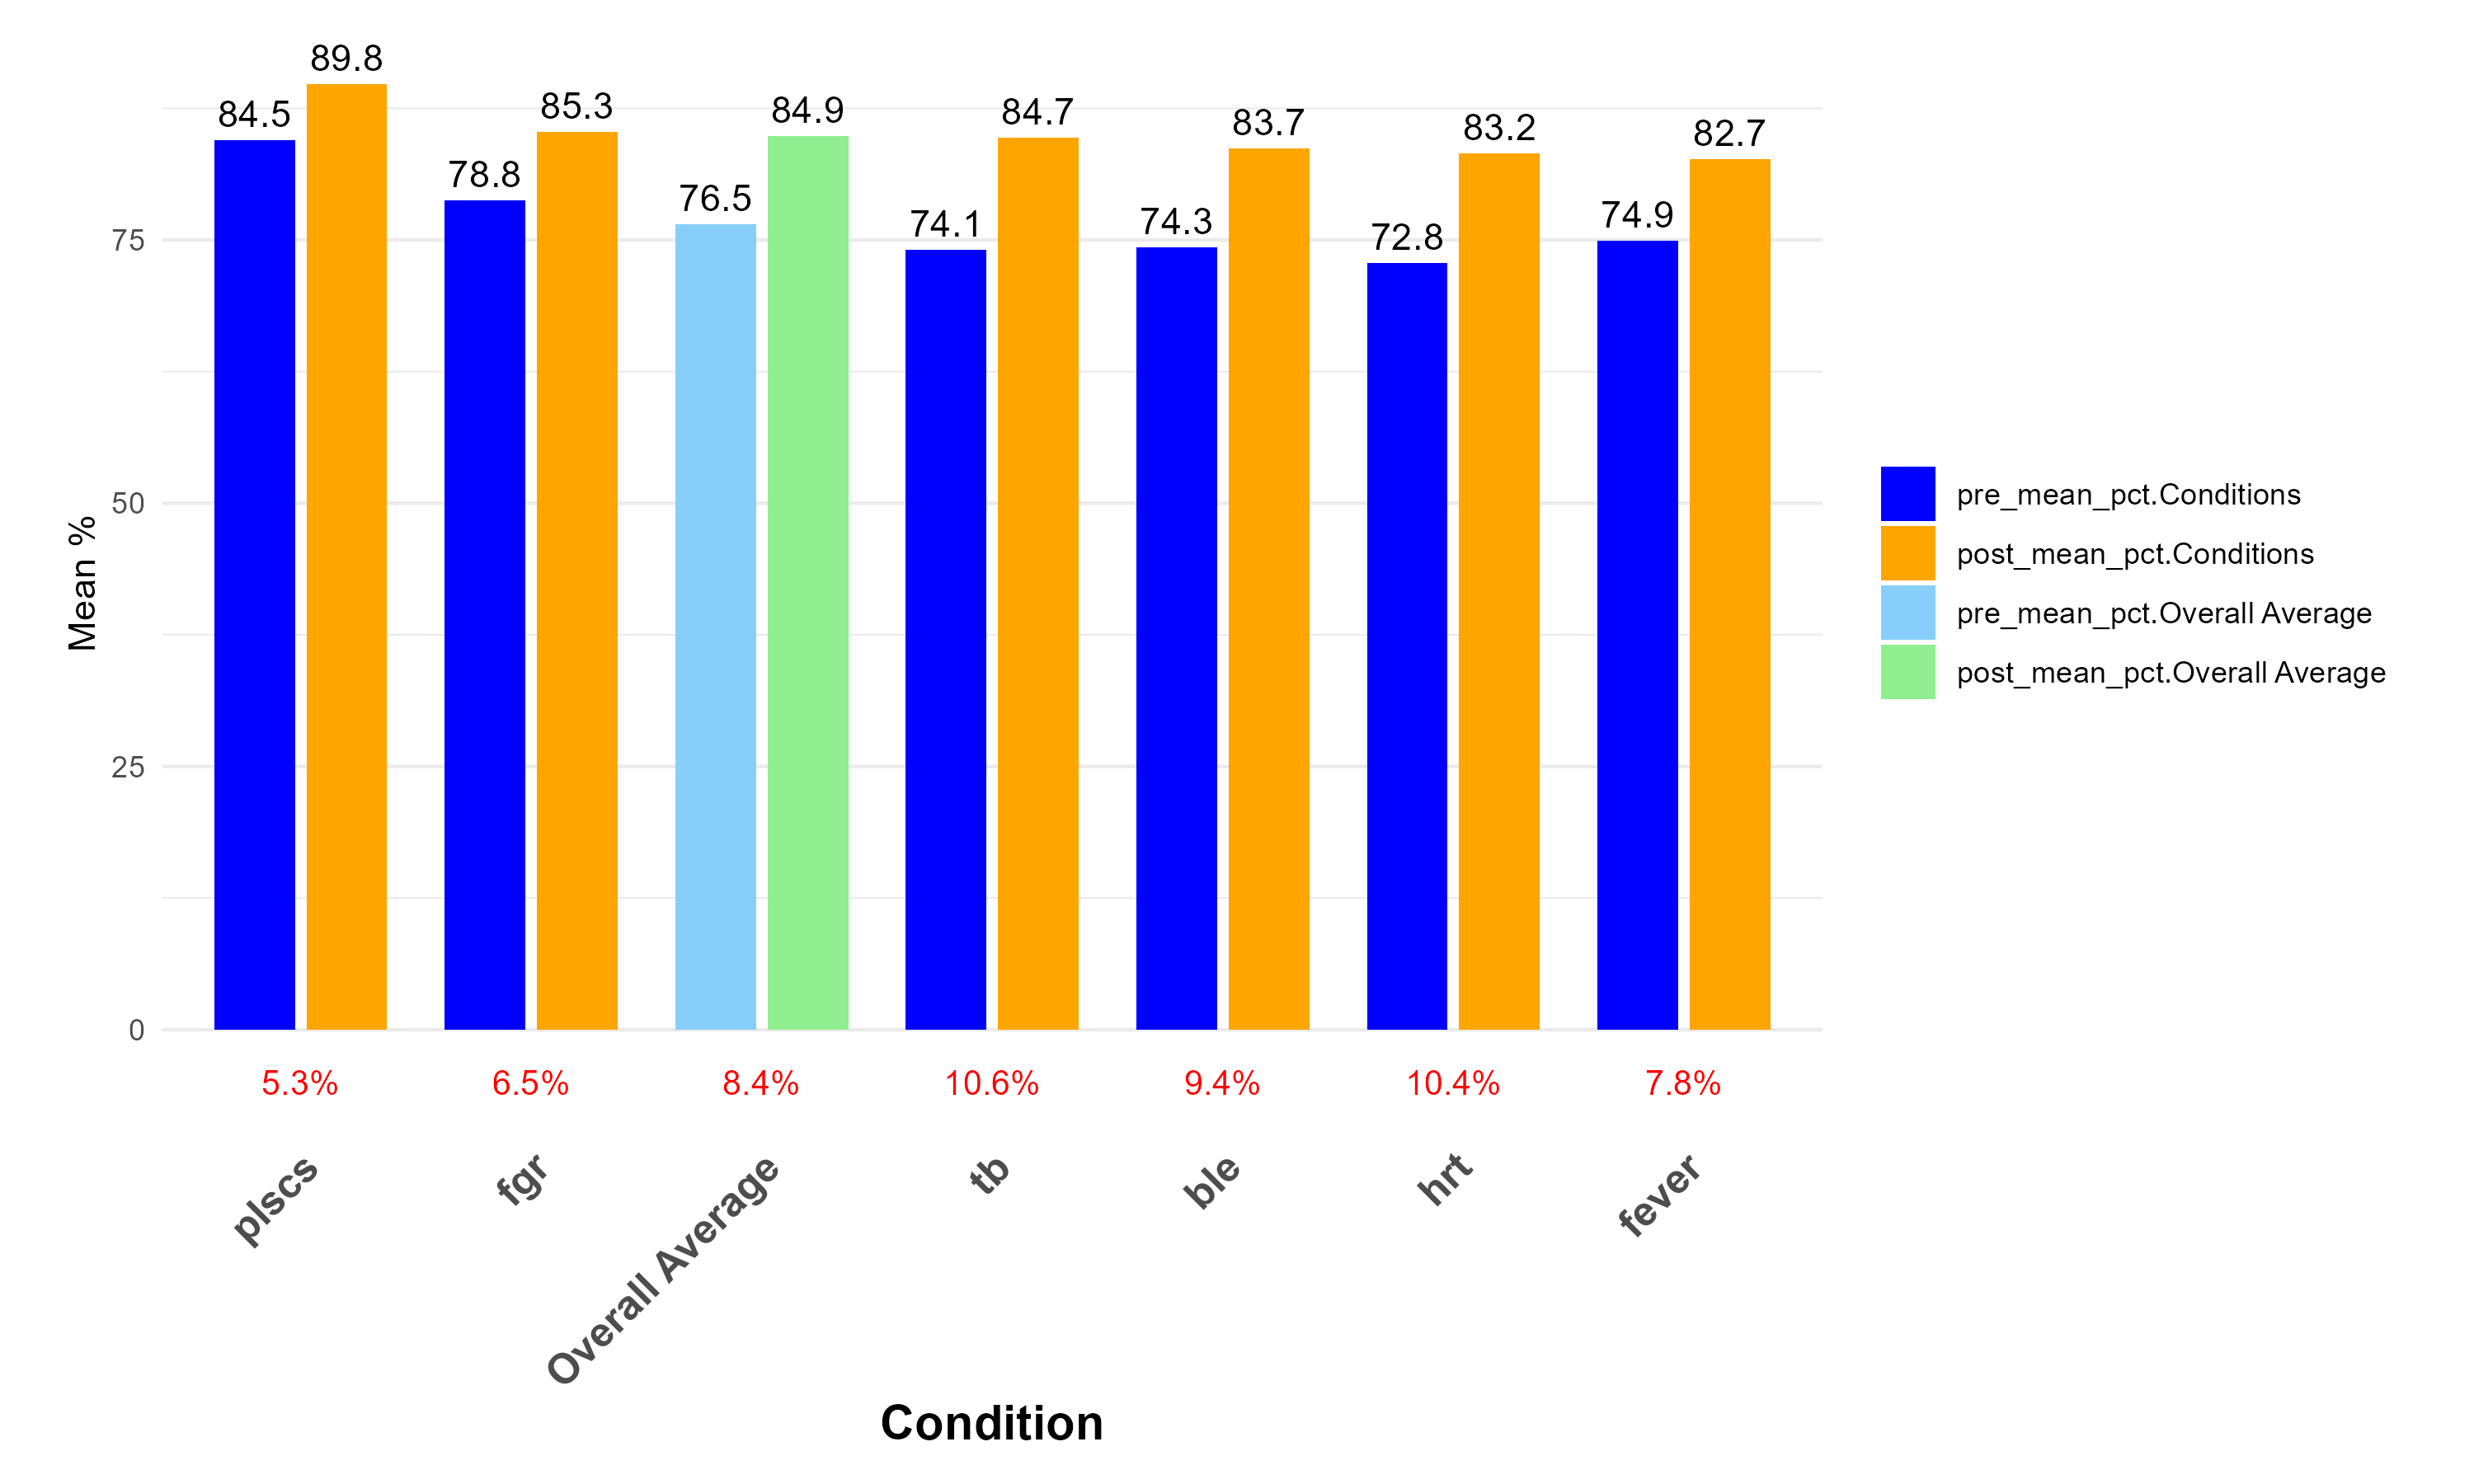 89.8
84.5
85.3
84.9
84.7
83.7
83.2
82.7
78.8
76.5
74.1
74.3
72.8
74.9
75
50
25
0
Mean %
pre_mean_pct.Conditions
post_mean_pct.Conditions
pre_mean_pct.Overall Average
post_mean_pct.Overall Average
5.3% 6.5% 8.4% 10.6% 9.4% 10.4% 7.8%
plscs
fgr
Overall Average
tb
ble
hrt
fever
Condition